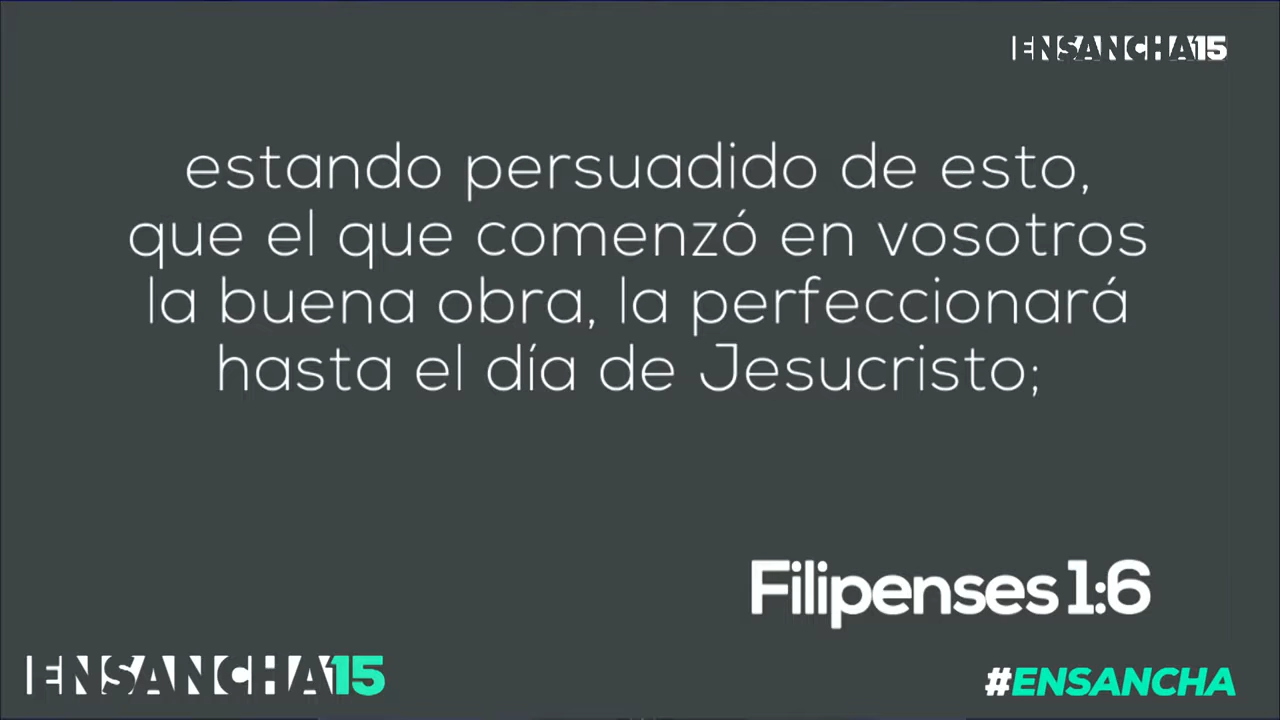 ENSANCHA15
estando persuadido de esto,
que el que comenzó en vosotros
la buena obra, la perfeccionará
hasta el día de Jesucristo;
Filipenses 1:6
ENSANCHA15
#ENSANCHA